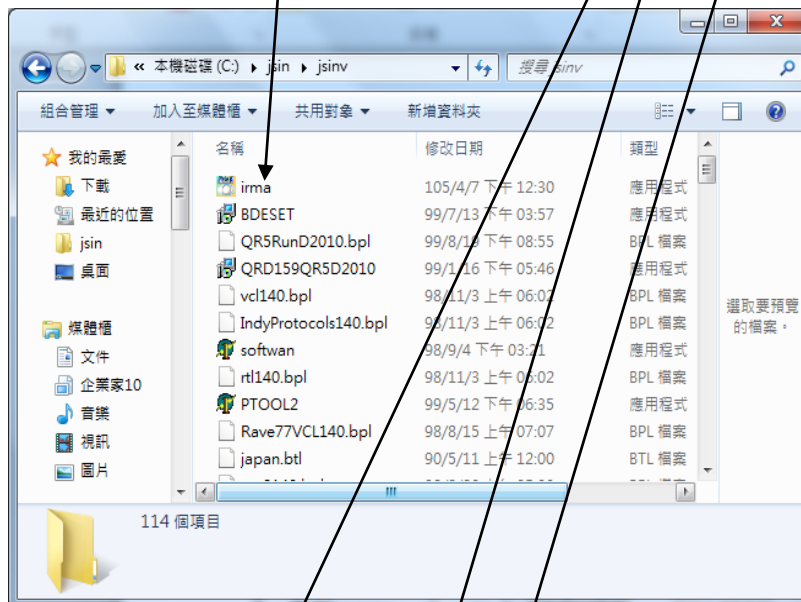 « 本機磁碟 (C:) ▸ jsin ▸ jsinv
搜尋 jsinv
組合管理 加入至媒體櫃 共用對象 新增資料夾
名稱 修改日期 類型
我的最愛
下載
最近的位置
jsin
桌面
媒體櫃
文件
企業家10
音樂
視訊
圖片
irma 105/4/7 下午 12:30 應用程式
BDESET 99/7/13 下午 03:57 應用程式
QR5RunD2010.bpl 99/8/19 下午 08:55 BPL 檔案
QRD159QR5D2010 99/1/16 下午 05:46 應用程式
vcl140.bpl 98/11/3 上午 06:02 BPL 檔案
IndyProtocols140.bpl 98/11/3 上午 06:02 BPL 檔案
softwan 98/9/4 下午 03:21 應用程式
rtl140.bpl 98/11/3 上午 06:02 BPL 檔案
PTOOL2 99/5/12 下午 06:35 應用程式
Rave77VCL140.bpl 98/8/15 上午 07:07 BPL 檔案
japan.btl 90/5/11 上午 12:00 BTL 檔案
選取要預覽
的檔案。
114 個項目